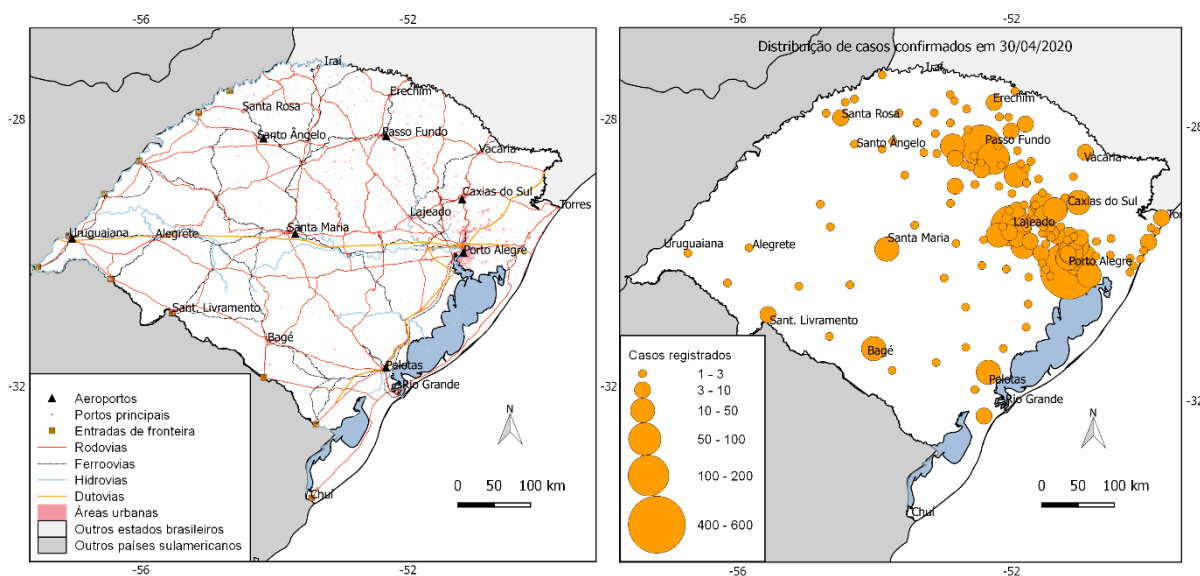 -56
-52
Iraí
Erechim
Santa Rosa
-28
Santo Ângelo
Passo Fundo
Vacaria
Caxias do Sul
Lajeado
Torres
Uruguaiana
Alegrete
Santa Maria
Porto Alegre
Sant. Livramento
Bagé
-32
Pelotas
Rio Grande
Chuí
Aeroportos
Portos principais
Entradas de fronteira
Rodovias
Ferroovias
Hidrovias
Dutovias
Áreas urbanas
Outros estados brasileiros
Outros países sulamericanos
N
0 50 100 km
-56
-52
-56
-52
Distribuição de casos confirmados em 30/04/2020
Iraí
Erechim
Santa Rosa
-28
-28
Santo Ângelo
Passo Fundo
Vacaria
Caxias do Sul
Lajeado
Torres
Uruguaiana
Alegrete
Santa Maria
Porto Alegre
Sant. Livramento
Bagé
Pelotas
Rio Grande
-32
-32
Chuí
Casos registrados
1 - 3
3 - 10
10 - 50
50 - 100
100 - 200
400 - 600
N
0 50 100 km
-56
-52